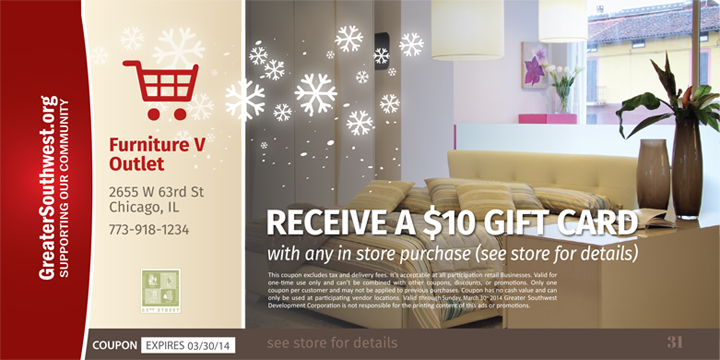 GreaterSouthwest.org
SUPPORTING OUR COMMUNITY
Furniture V
Outlet
2655 W 63rd St
Chicago, IL
773-918-1234
63RD STREET
RECEIVE A $10 GIFT CARD
with any in store purchase (see store for details)
This coupon excludes tax and delivery fees. It's acceptable at all participation retail Businesses. Valid for
one-time use only and can't be combined with other coupons, discounts, or promotions. Only one
coupon per customer and may not be applied to previous purchases. Coupon has no cash value and can
only be used at participating vendor locations. Valid through Sunday, March 30th 2014 Greater Southwest
Development Corporation is not responsible for the printing content of this ads or promotions.
COUPON EXPIRES 03/30/14 see store for details 31